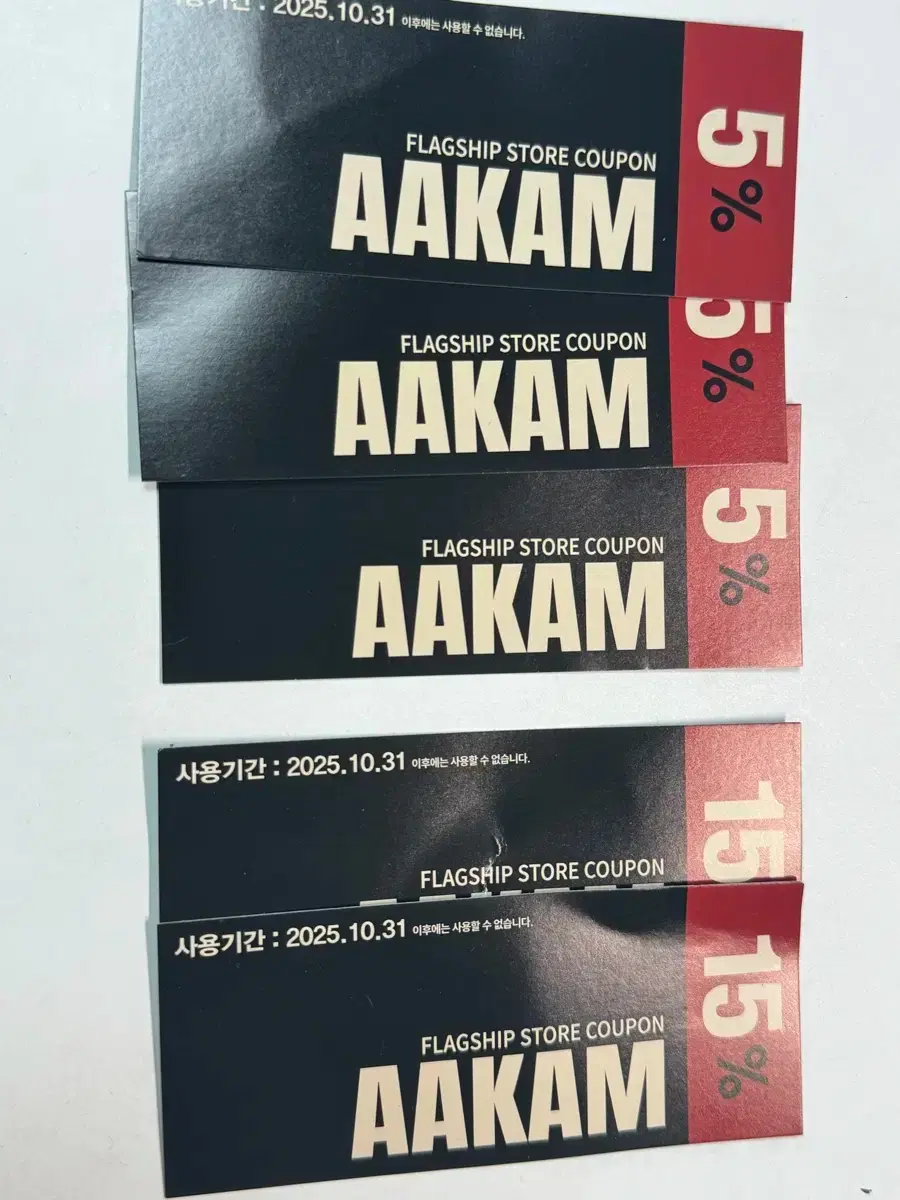 사용기간 : 2025.10.31 이후에는 사용할 수 없습니다.
FLAGSHIP STORE COUPON
AAKAM
5%
FLAGSHIP STORE COUPON
AAKAM
5%
FLAGSHIP STORE COUPON
AAKAM
5%
사용기간 : 2025.10.31 이후에는 사용할 수 없습니다.
FLAGSHIP STORE COUPON
15
사용기간 : 2025.10.31 이후에는 사용할 수 없습니다.
FLAGSHIP STORE COUPON
AAKAM
15%